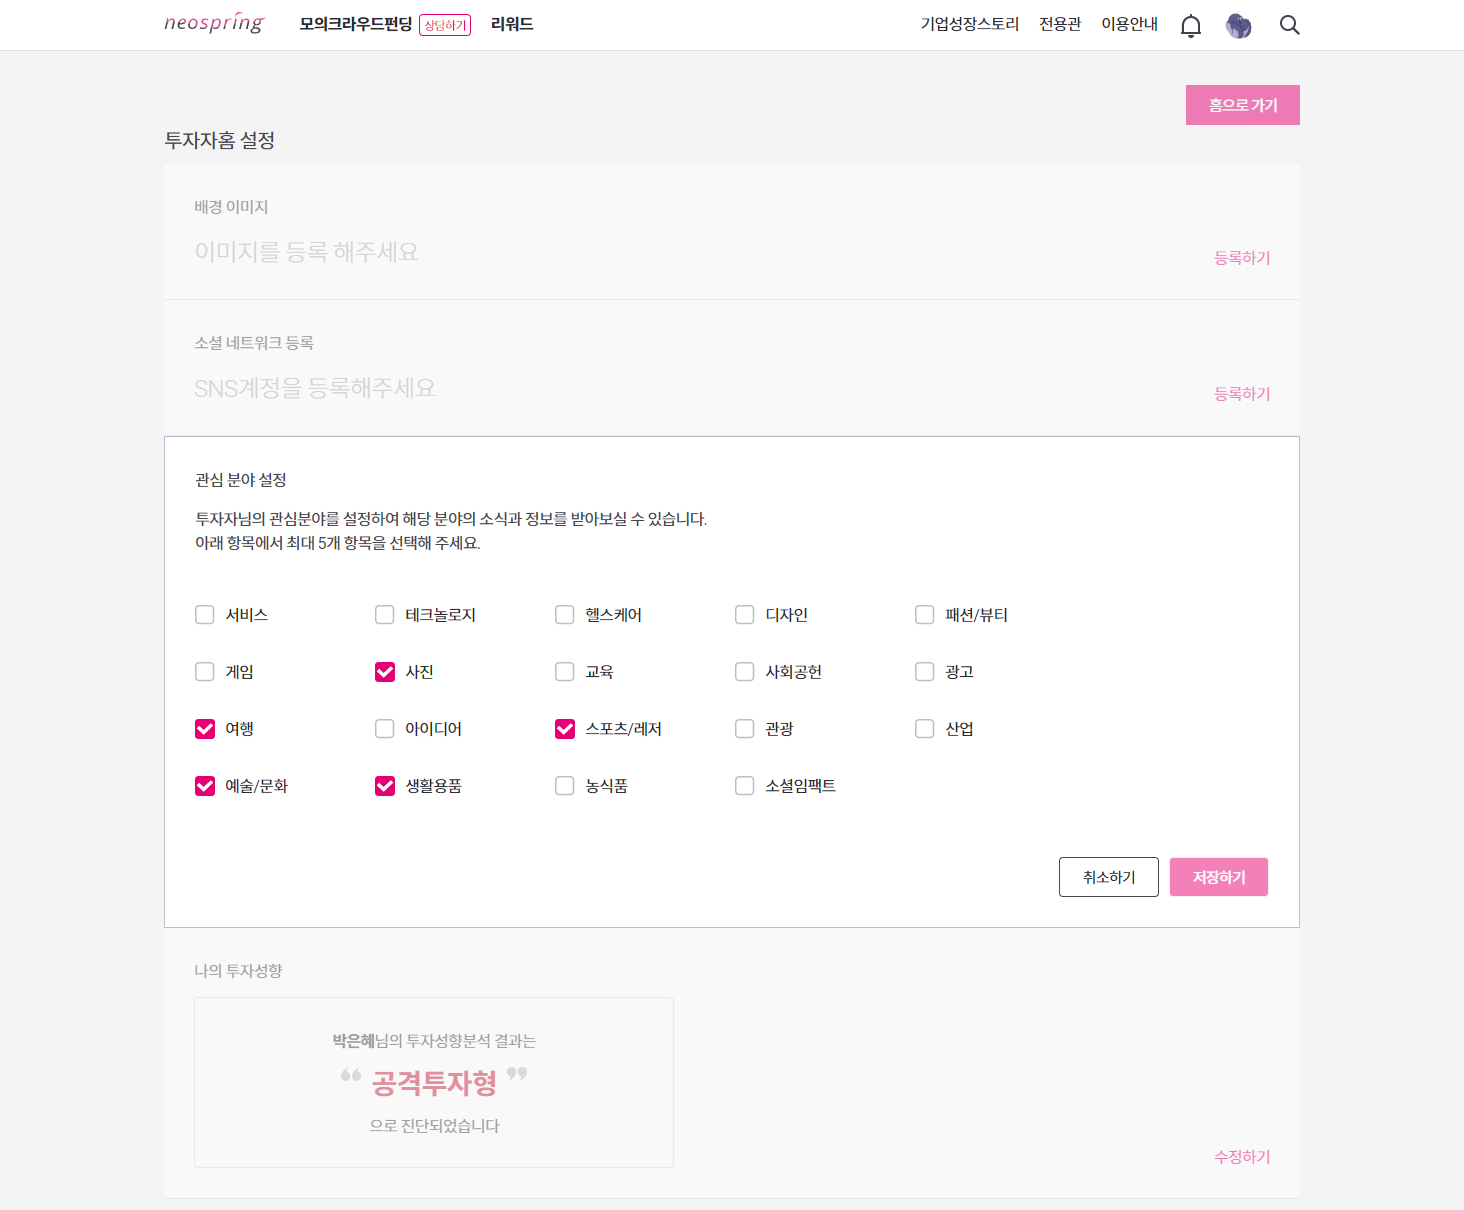 neospring 모의크라우드펀딩 상담하기 리워드 기업성장스토리 전용관 이용안내
홈으로 가기
투자자홈 설정
배경 이미지
이미지를 등록 해주세요
등록하기
소셜 네트워크 등록
SNS계정을 등록해주세요
등록하기
관심 분야 설정
투자자님의 관심분야를 설정하여 해당 분야의 소식과 정보를 받아보실 수 있습니다.
아래 항목에서 최대 5개 항목을 선택해 주세요.
서비스 테크놀로지 헬스케어 디자인 패션/뷰티
게임 사진 교육 사회공헌 광고
여행 아이디어 스포츠/레저 관광 산업
예술/문화 생활용품 농식품 소셜임팩트
취소하기 저장하기
나의 투자성향
박은혜님의 투자성향분석 결과는
“ 공격투자형 ”
으로 진단되었습니다
수정하기